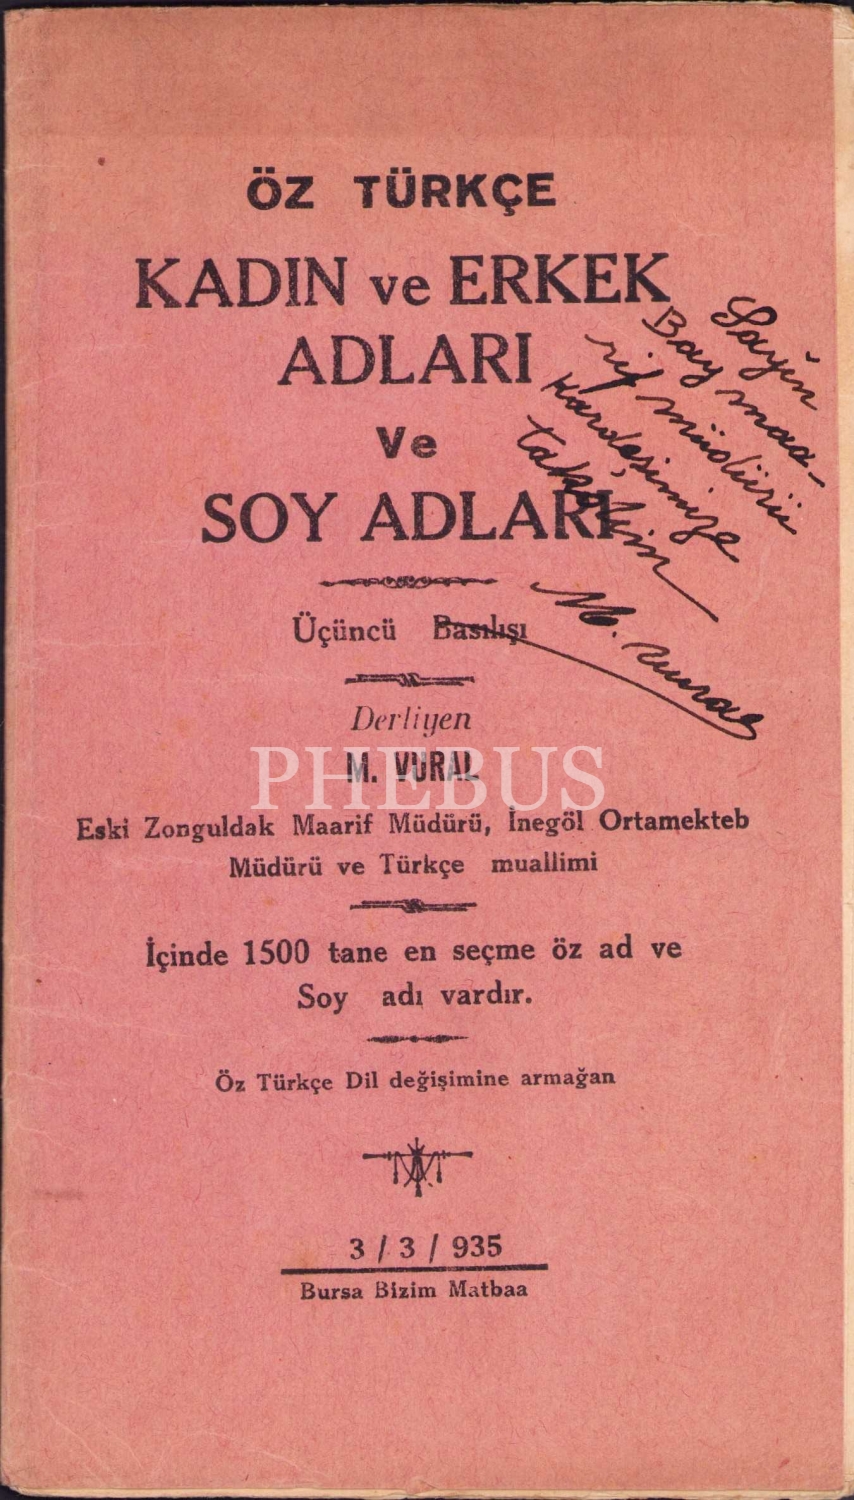 ÖZ TÜRKÇE
KADIN ve ERKEK
ADLARI
Ve
SOY ADLARI
Sayın
Bay maa-
rif müdürü
kardeşimize
takdim
M. Vural
Üçüncü Basılışı
Derliyen
M. VURAL
PHEBUS
Eski Zonguldak Maarif Müdürü, İnegöl Ortamekteb
Müdürü ve Türkçe muallimi
İçinde 1500 tane en seçme öz ad ve
Soy adı vardır.
Öz Türkçe Dil değişimine armağan
3 / 3 / 935
Bursa Bizim Matbaa